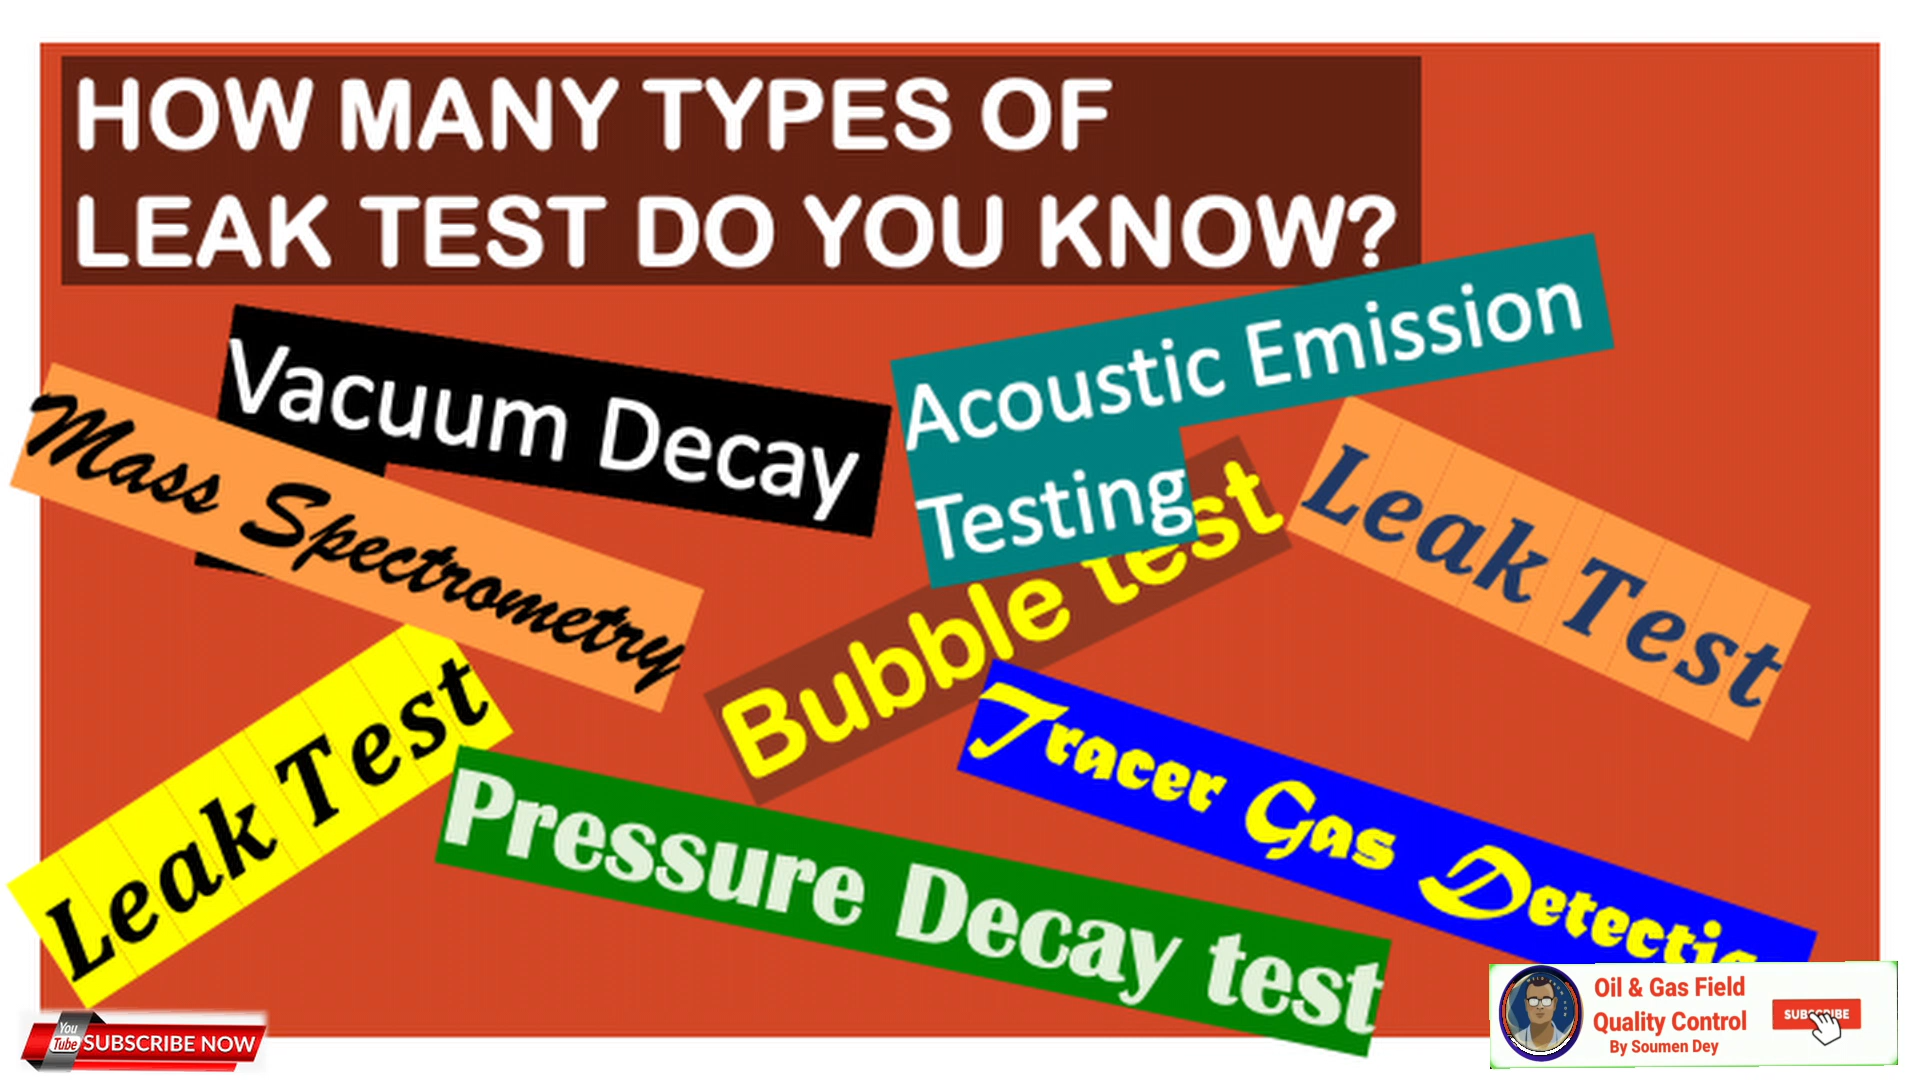 HOW MANY TYPES OF
LEAK TEST DO YOU KNOW?
Vacuum Decay
Acoustic Emission
Testing
Mass Spectrometry
Leak Test
Bubble test
Leak Test
Tracer Gas Detectio
Pressure Decay test
You
Tube
SUBSCRIBE NOW
Oil & Gas Field
Quality Control
By Soumen Dey
SUBSCRIBE